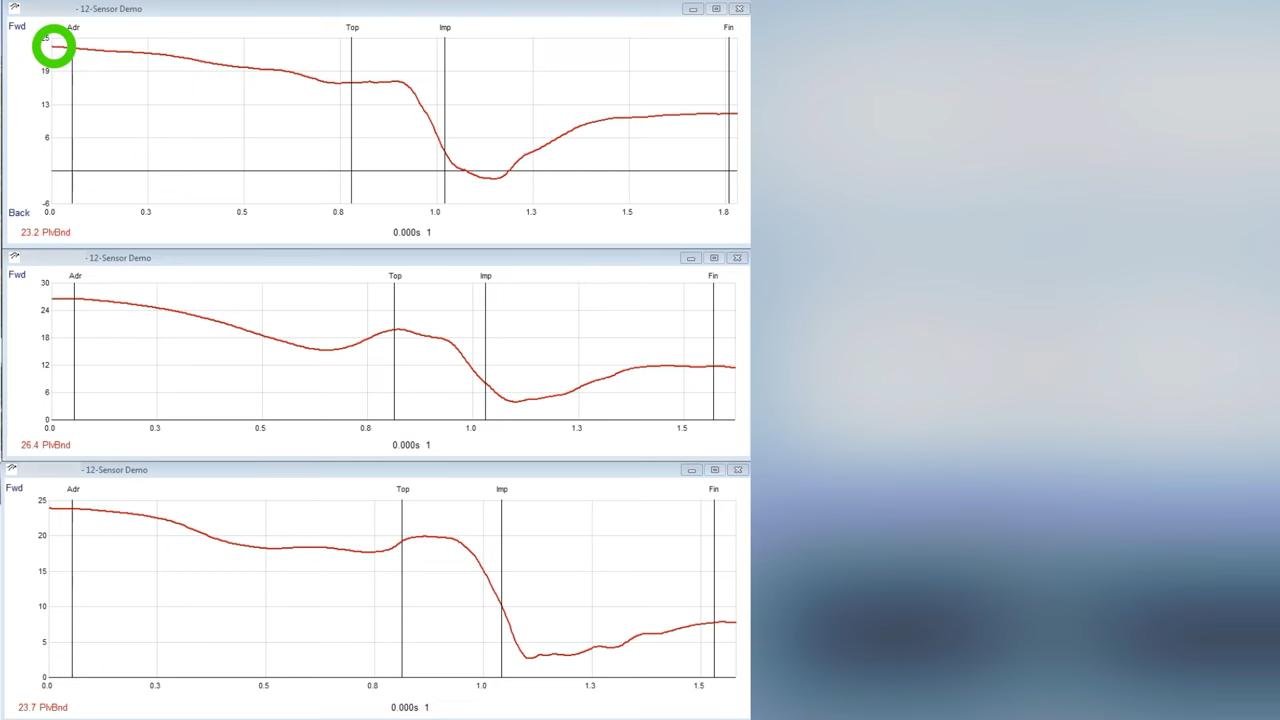 - 12-Sensor Demo
Fwd Adr Top Imp Fin
25
19
13
6
-6
Back 0.0 0.3 0.5 0.8 1.0 1.3 1.5 1.8
23.2 PlvBnd 0.000s 1
- 12-Sensor Demo
Fwd Adr Top Imp Fin
30
24
18
12
6
0
0.0 0.3 0.5 0.8 1.0 1.3 1.5
26.4 PlvBnd 0.000s 1
- 12-Sensor Demo
Fwd Adr Top Imp Fin
25
20
15
10
5
0
0.0 0.3 0.5 0.8 1.0 1.3 1.5
23.7 PlvBnd 0.000s 1